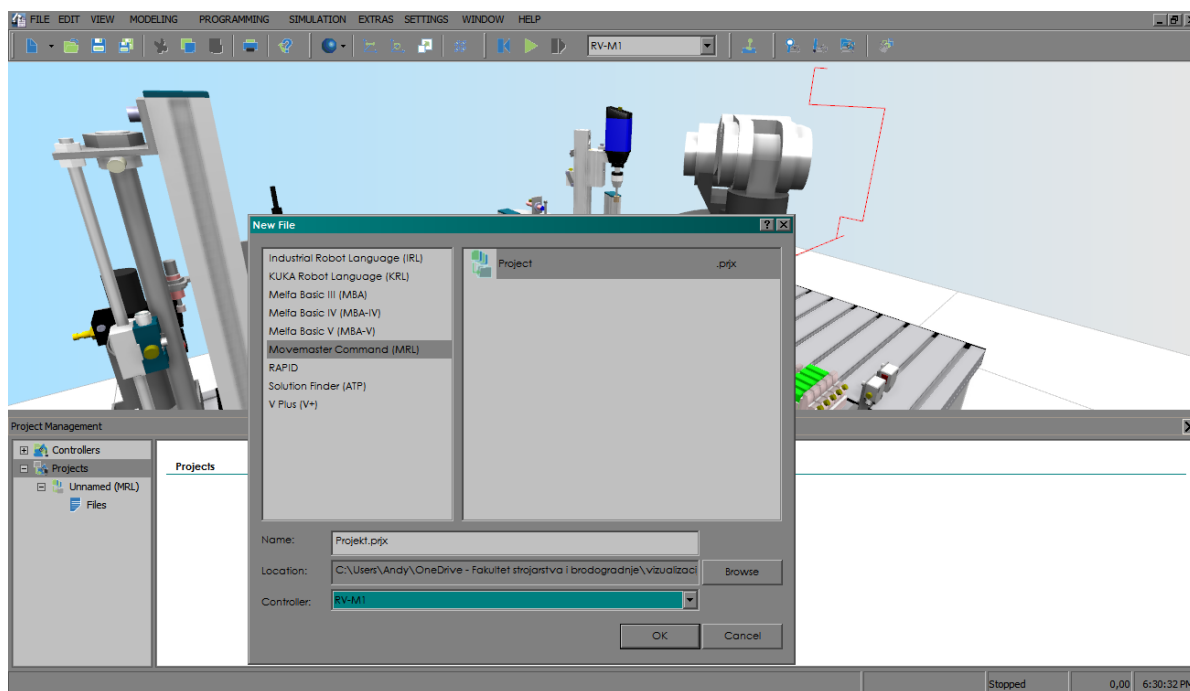 FILE EDIT VIEW MODELING PROGRAMMING SIMULATION EXTRAS SETTINGS WINDOW HELP
RV-M1
New File
Industrial Robot Language (IRL)
KUKA Robot Language (KRL)
Melfa Basic III (MBA)
Melfa Basic IV (MBA-IV)
Melfa Basic V (MBA-V)
Movemaster Command (MRL)
RAPID
Solution Finder (ATP)
V Plus (V+)
Project .prjx
Name: Projekt.prjx
Location: C:\Users\Andy\OneDrive - Fakultet strojarstva i brodogradnje\vizualizaci Browse
Controller: RV-M1
OK Cancel
Project Management
Controllers
Projects
Unnamed (MRL)
Files
Projects
Stopped 0,00 6:30:32 PM